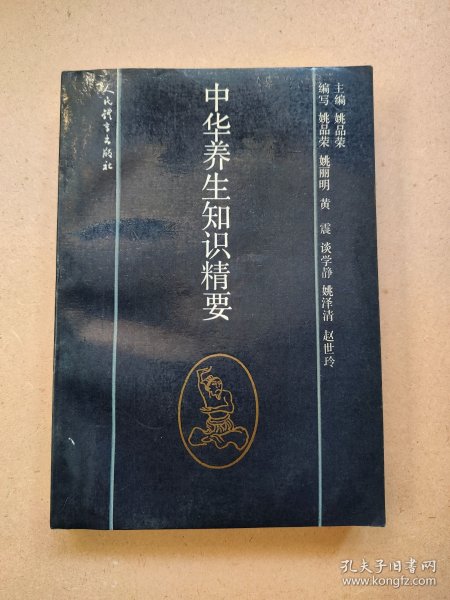 主编 姚品荣
编写 姚品荣 姚丽明 黄 震 谈学静 姚泽清 赵世玲
中华养生知识精要
人民体育出版社
孔夫子旧书网
www.kongfz.com